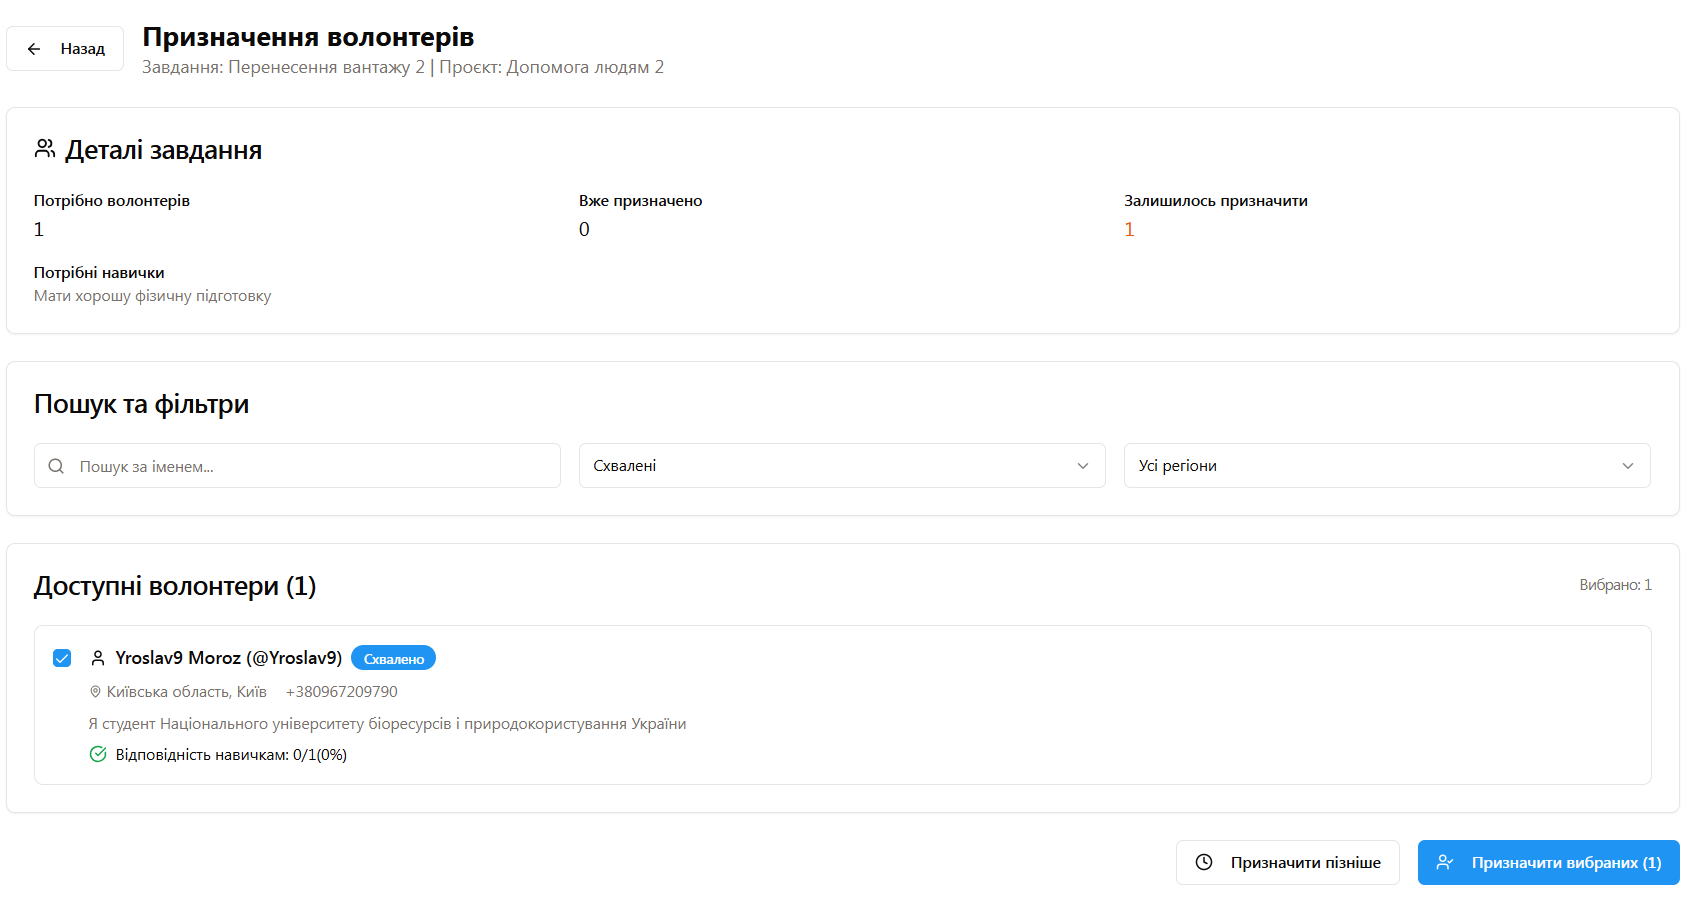 Назад
Призначення волонтерів
Завдання: Перенесення вантажу 2 | Проєкт: Допомога людям 2
Деталі завдання
Потрібно волонтерів
1
Вже призначено
0
Залишилось призначити
1
Потрібні навички
Мати хорошу фізичну підготовку
Пошук та фільтри
Пошук за іменем...
Схвалені
Усі регіони
Доступні волонтери (1)
Вибрано: 1
Yroslav9 Moroz (@Yroslav9) Схвалено
Київська область, Київ +380967209790
Я студент Національного університету біоресурсів і природокористування України
Відповідність навичкам: 0/1(0%)
Призначити пізніше
Призначити вибраних (1)